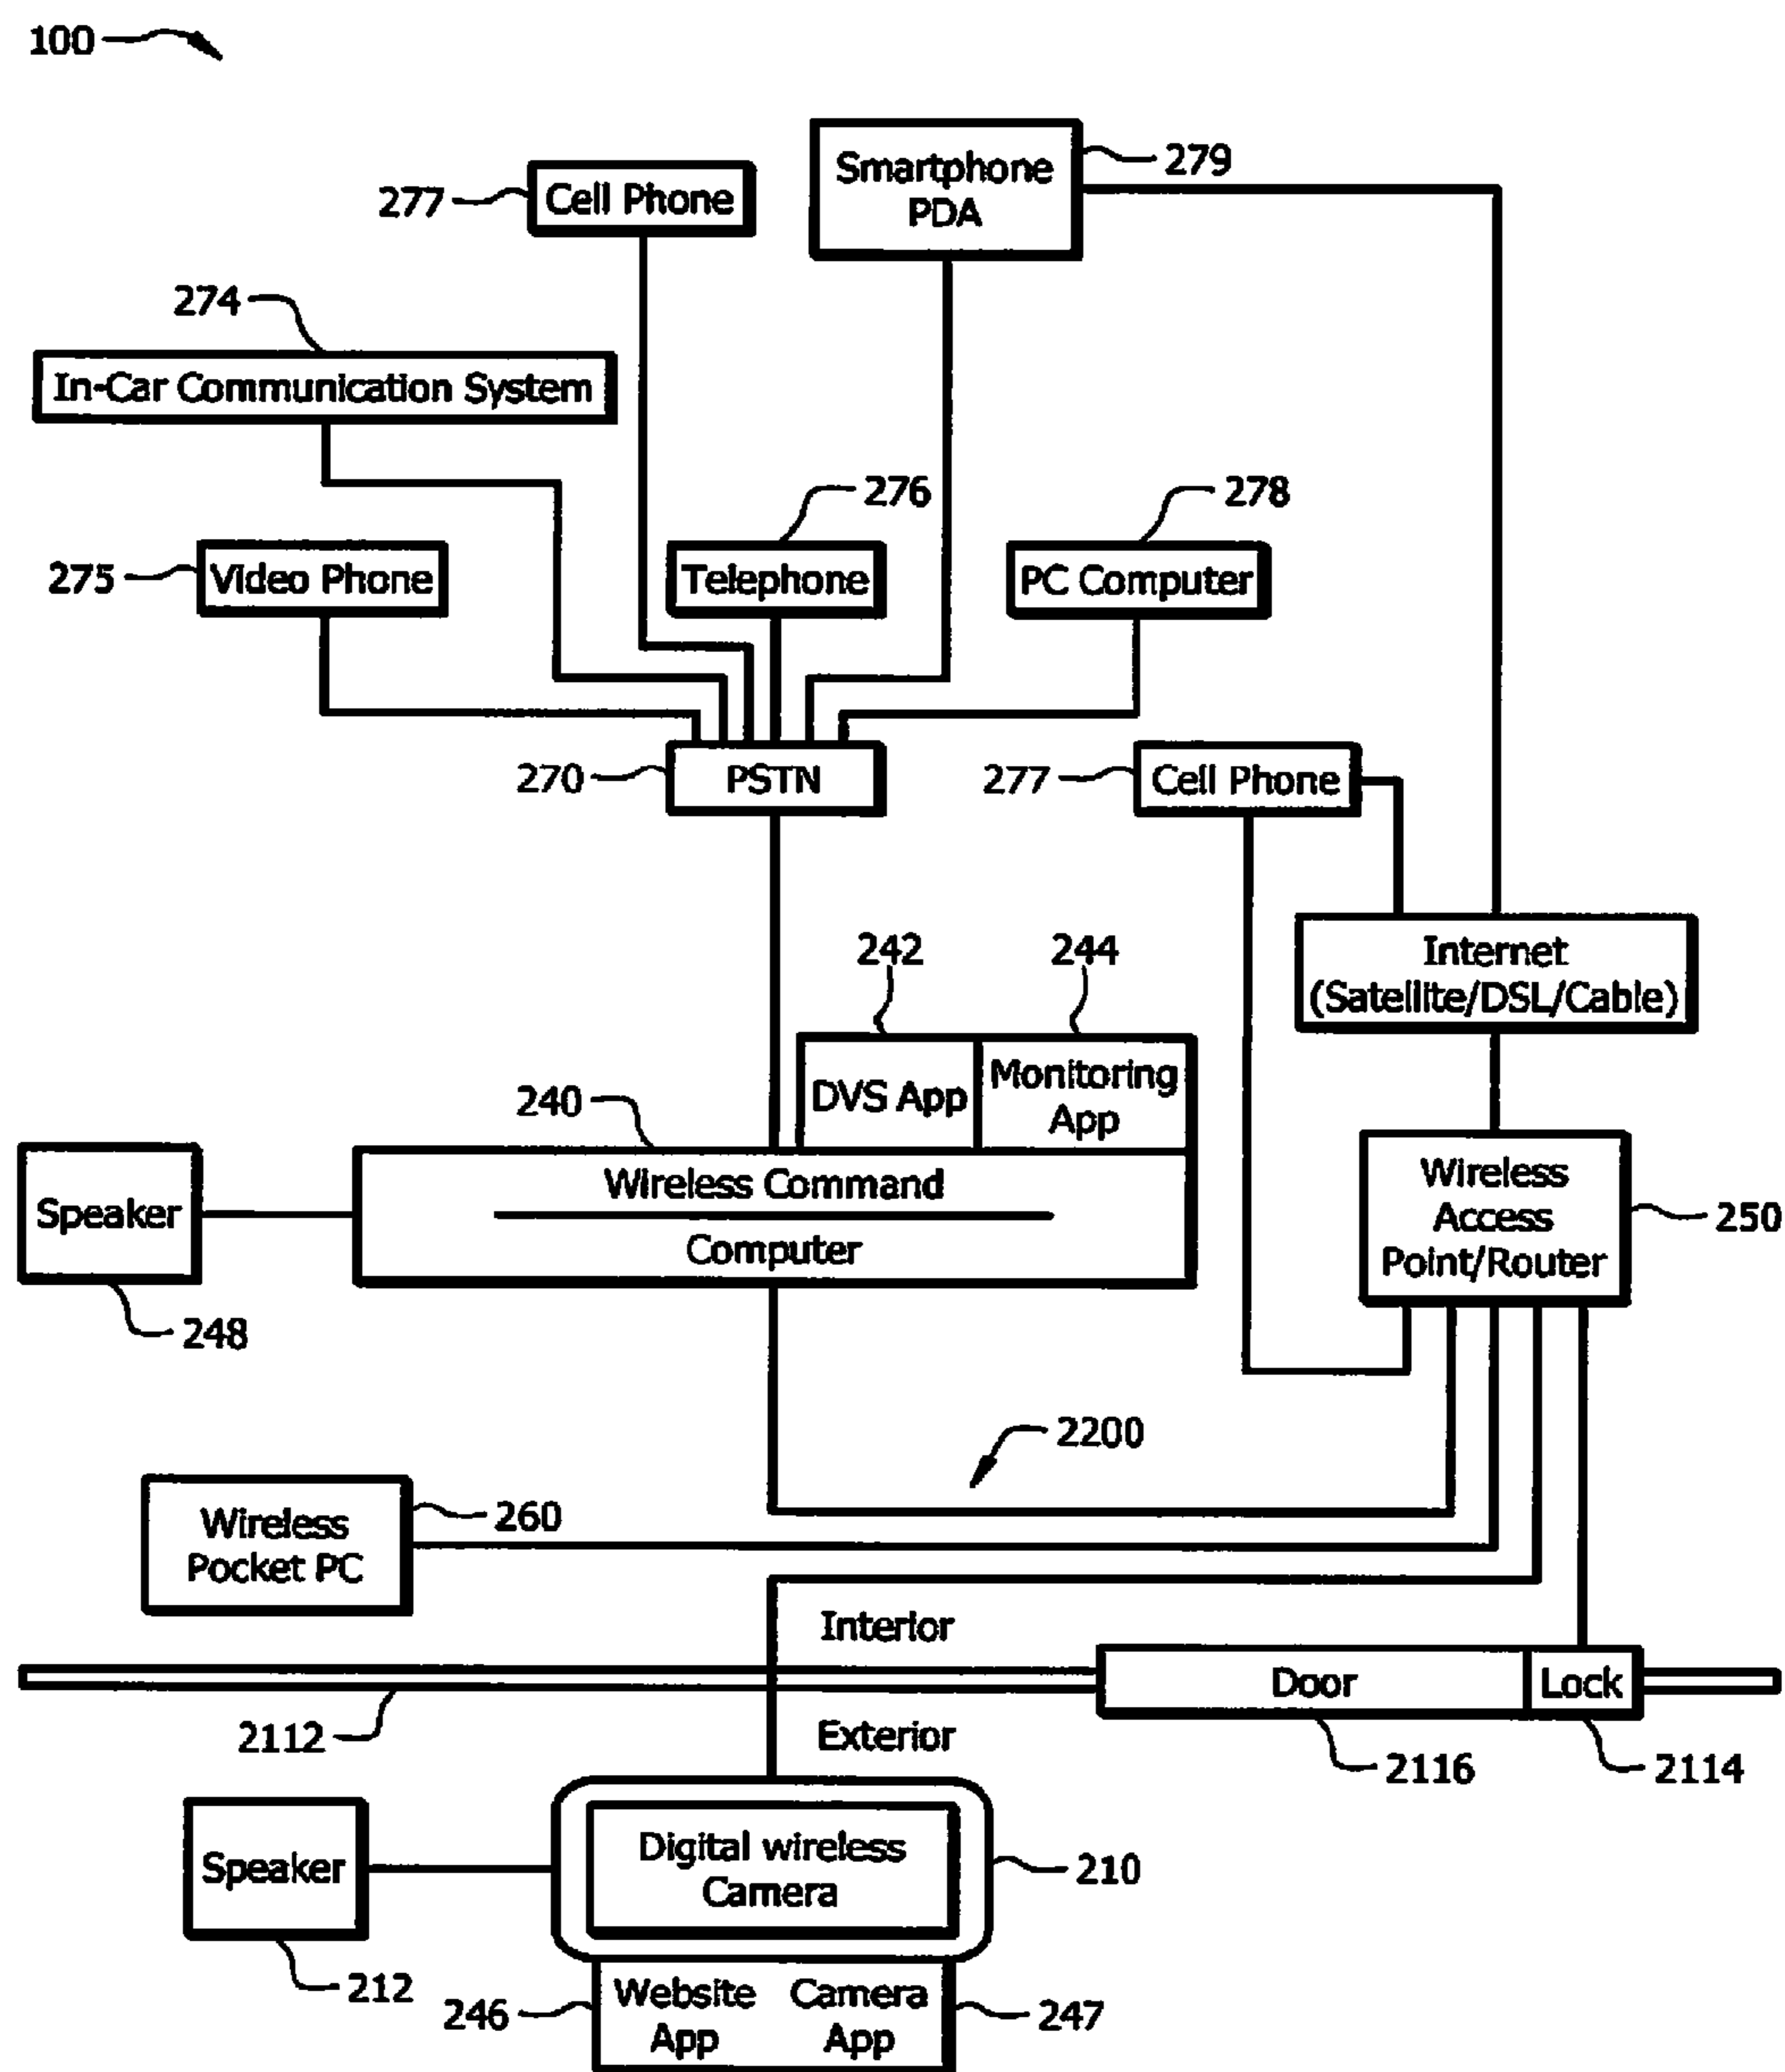 100
Smartphone
PDA
279
277
Cell Phone
274
In-Car Communication System
276
278
275
Video Phone
Telephone
PC Computer
270
PSTN
277
Cell Phone
242
244
Internet
(Satellite/DSL/Cable)
DVS App
Monitoring
App
240
Wireless Command
Computer
Speaker
248
Wireless
Access
Point/Router
250
2200
Wireless
Pocket PC
260
Interior
Door
Lock
2112
Exterior
2116
2114
Speaker
212
Digital wireless
Camera
210
246
Website
App
Camera
App
247